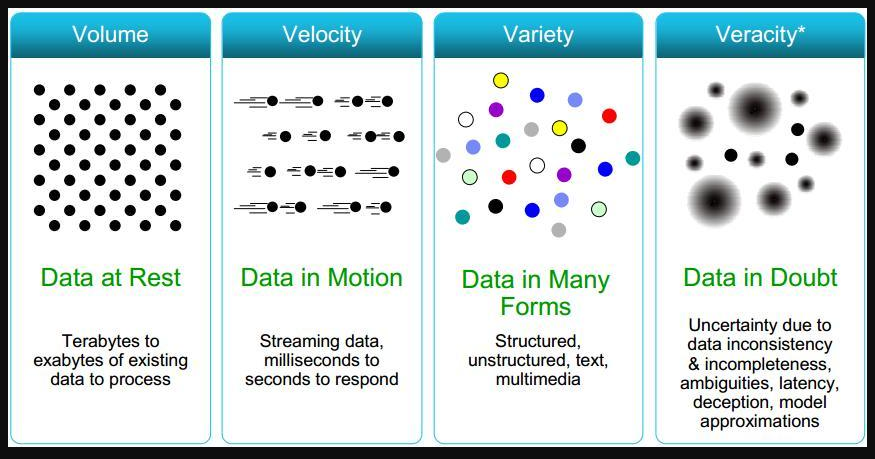 Volume
Data at Rest
Terabytes to
exabytes of existing
data to process
Velocity
Data in Motion
Streaming data,
milliseconds to
seconds to respond
Variety
Data in Many
Forms
Structured,
unstructured, text,
multimedia
Veracity*
Data in Doubt
Uncertainty due to
data inconsistency
& incompleteness,
ambiguities, latency,
deception, model
approximations